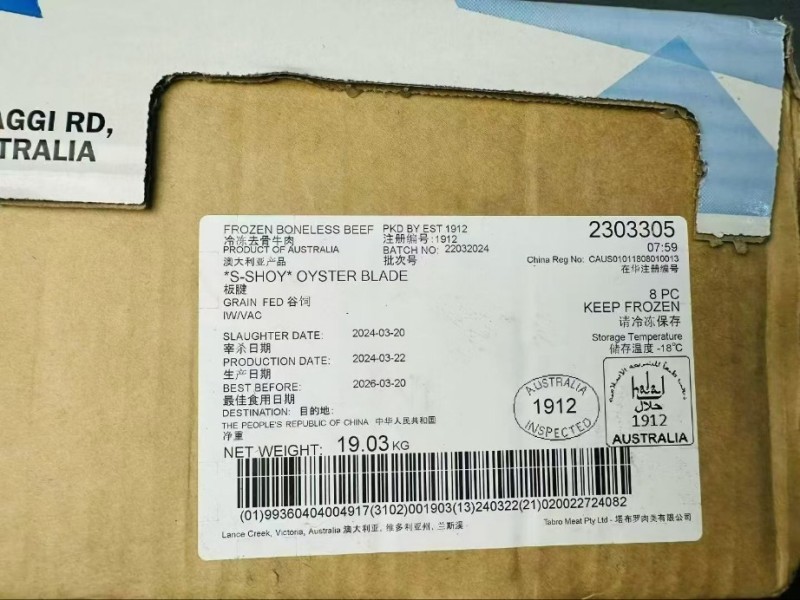 AGGI RD,
TRALIA
FROZEN BONELESS BEEF
冷冻去骨牛肉
PRODUCT OF AUSTRALIA
澳大利亚产品
PKD BY EST 1912
注册编号:1912
BATCH NO: 22032024
批次号
2303305
07:59
China Reg No: CAUS01011808010013
在华注册编号
*S-SHOY* OYSTER BLADE
板腱
GRAIN FED 谷饲
IW/VAC
8 PC
KEEP FROZEN
请冷冻保存
Storage Temperature
储存温度 -18°C
SLAUGHTER DATE: 2024-03-20
宰杀日期
PRODUCTION DATE: 2024-03-22
生产日期
BEST BEFORE: 2026-03-20
最佳食用日期
DESTINATION: 目的地:
THE PEOPLE'S REPUBLIC OF CHINA 中华人民共和国
净重
NET WEIGHT: 19.03 KG
AUSTRALIA
1912
INSPECTED
halal
حلال
1912
AUSTRALIA
(01)99360404004917(3102)001903(13)240322(21)020022724082
Lance Creek, Victoria, Australia 澳大利亚, 维多利亚州, 兰斯溪
Tabro Meat Pty Ltd - 塔布罗肉类有限公司